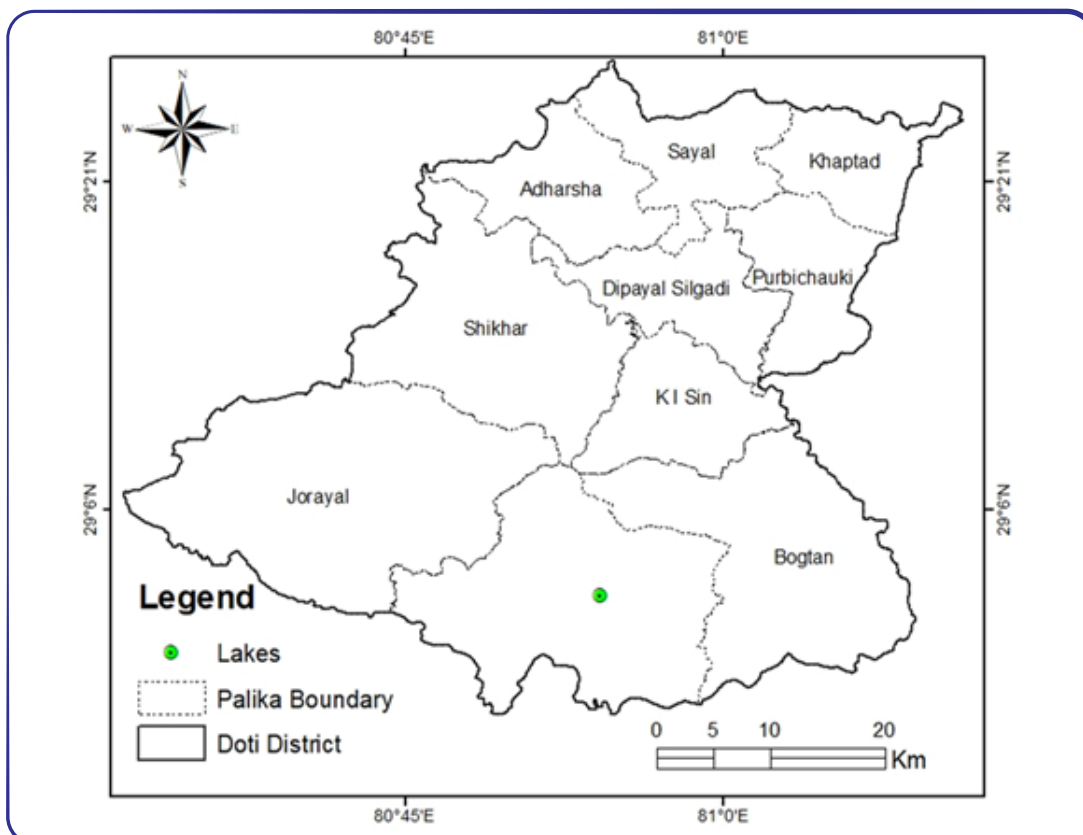 80°45'E 81°0'E
N
W E
S
Sayal
Khaptad
Adharsha
29°21'N 29°21'N
Purbichauki
Dipayal Silgadi
Shikhar
K I Sin
Jorayal
29°6'N 29°6'N
Bogtan
Legend
Lakes
Palika Boundary
Doti District
0 5 10 20
Km
80°45'E 81°0'E